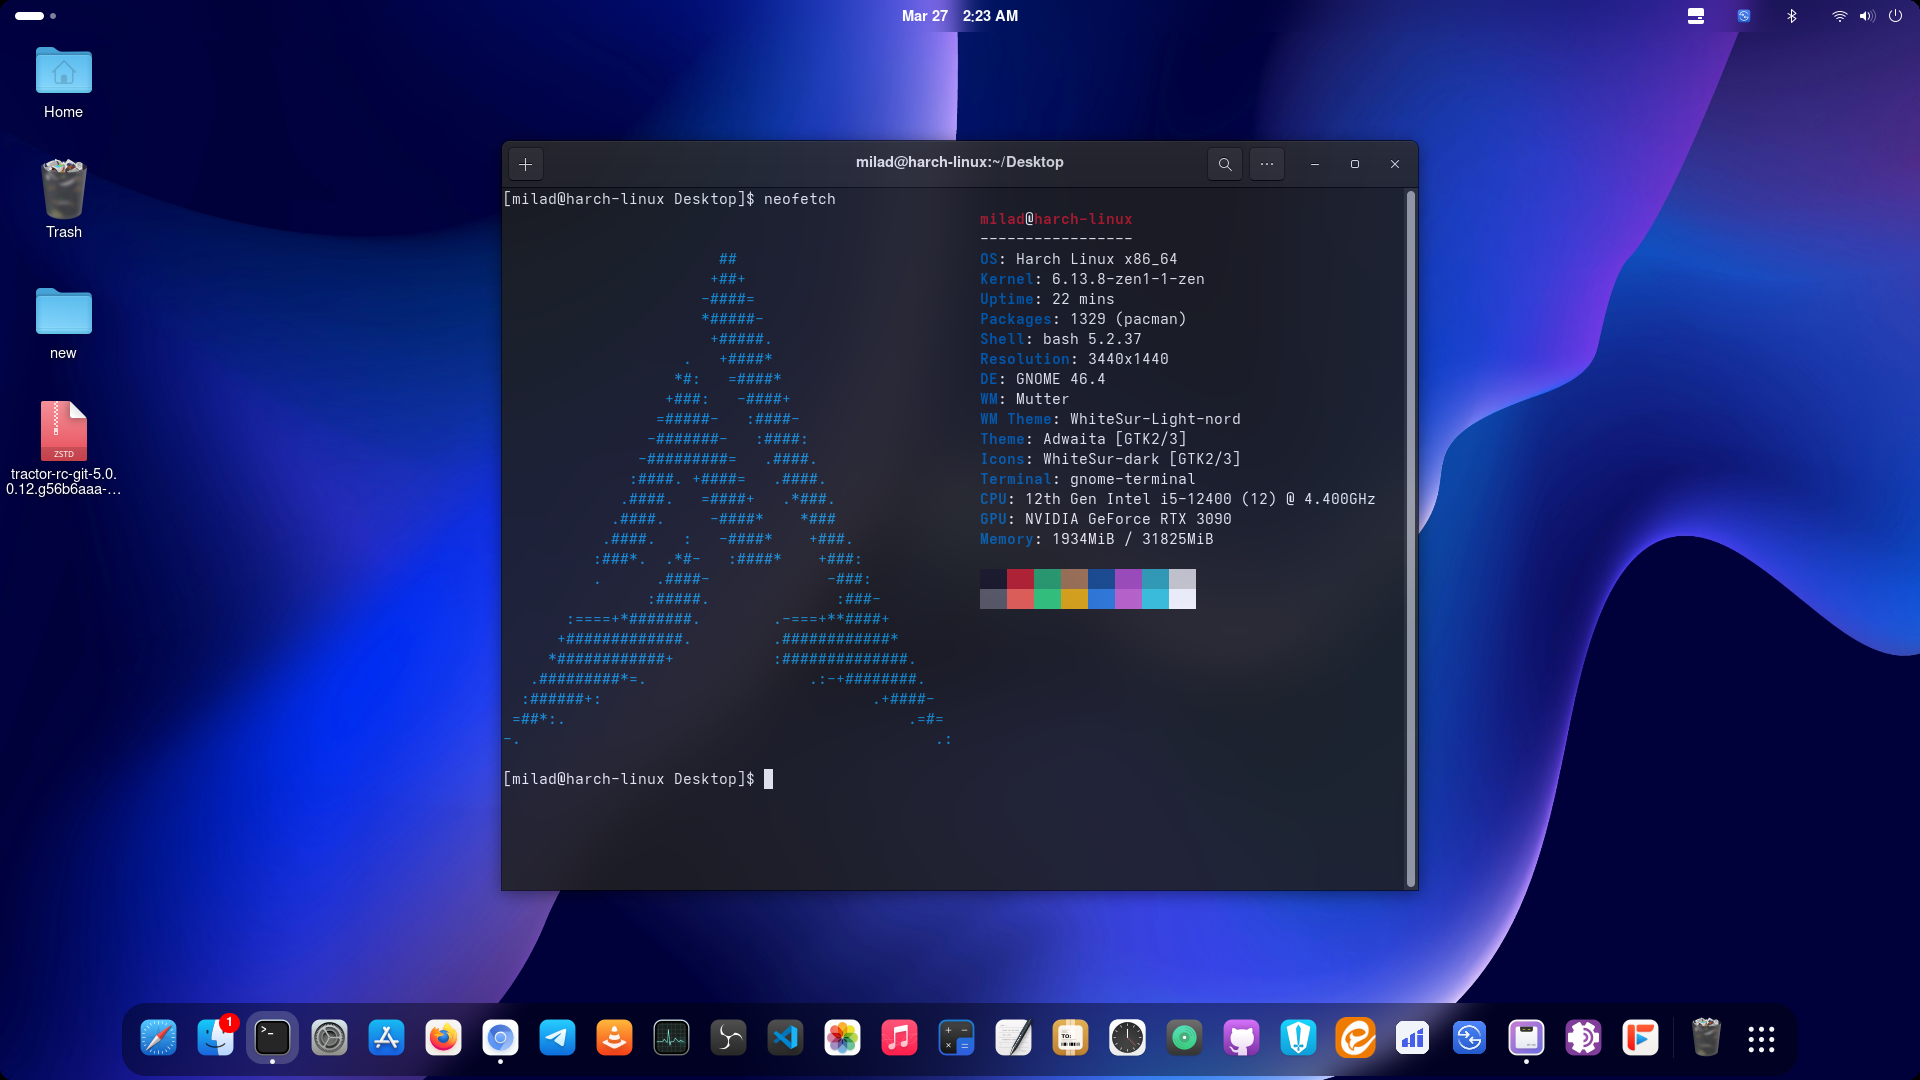 Mar 27 2:23 AM
Home
Trash
new
ZSTD
tractor-rc-git-5.0.
0.12.g56b6aaa-...
milad@harch-linux:~/Desktop
[milad@harch-linux Desktop]$ neofetch
milad@harch-linux
-----------------
OS: Harch Linux x86_64
Kernel: 6.13.8-zen1-1-zen
Uptime: 22 mins
Packages: 1329 (pacman)
Shell: bash 5.2.37
Resolution: 3440x1440
DE: GNOME 46.4
WM: Mutter
WM Theme: WhiteSur-Light-nord
Theme: Adwaita [GTK2/3]
Icons: WhiteSur-dark [GTK2/3]
Terminal: gnome-terminal
CPU: 12th Gen Intel i5-12400 (12) @ 4.400GHz
GPU: NVIDIA GeForce RTX 3090
Memory: 1934MiB / 31825MiB
[milad@harch-linux Desktop]$
1
TO: